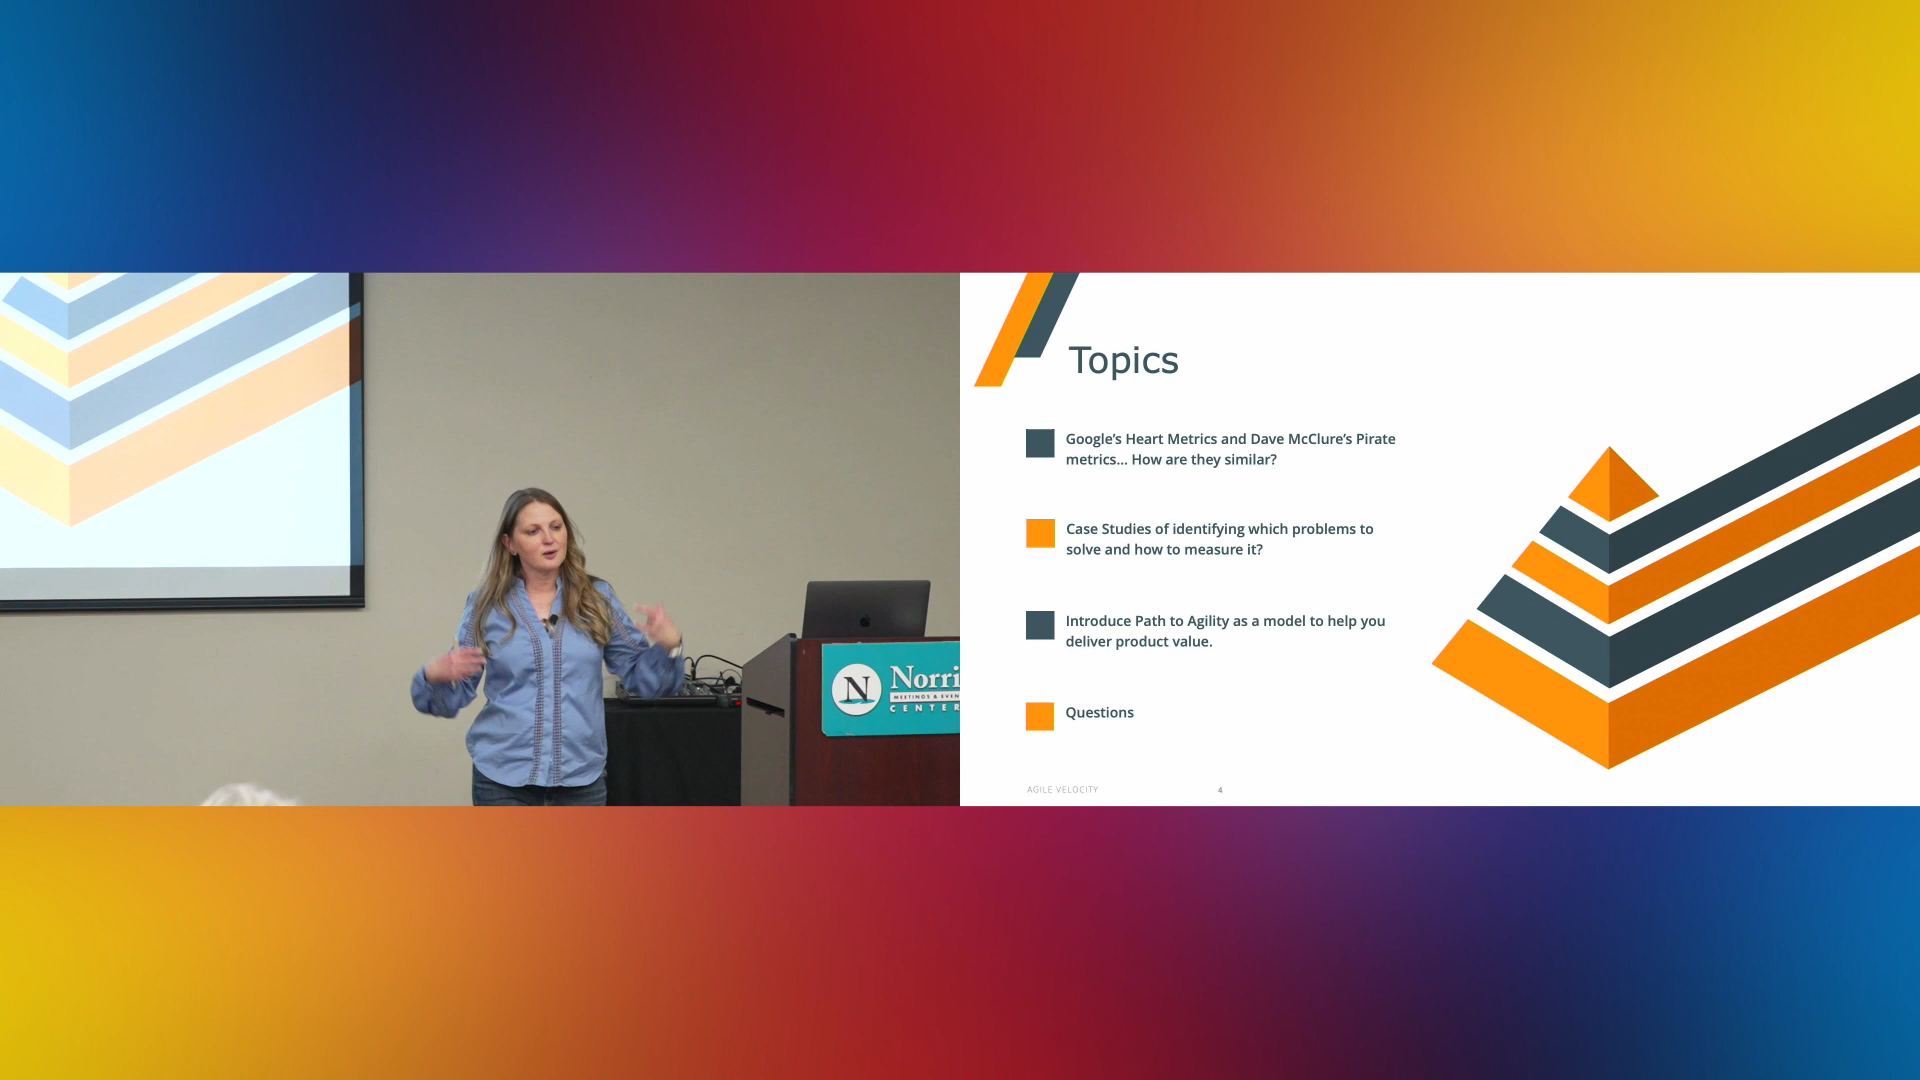 N
Norri
MEETINGS & EVEN
CENTER
Topics
Google's Heart Metrics and Dave McClure's Pirate
metrics... How are they similar?
Case Studies of identifying which problems to
solve and how to measure it?
Introduce Path to Agility as a model to help you
deliver product value.
Questions
AGILE VELOCITY
4